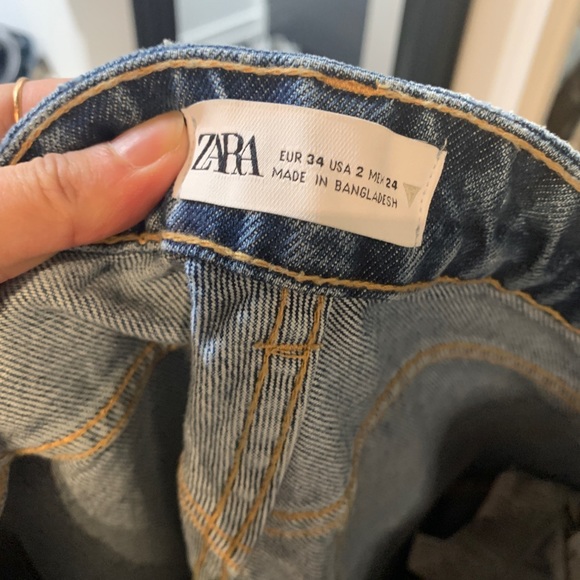 ZARA
EUR 34 USA 2 MEX 24
MADE IN BANGLADESH